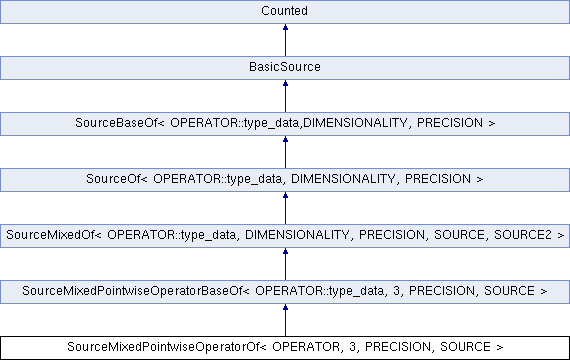 Counted
BasicSource
SourceBaseOf< OPERATOR::type_data,DIMENSIONALITY, PRECISION >
SourceOf< OPERATOR::type_data, DIMENSIONALITY, PRECISION >
SourceMixedOf< OPERATOR::type_data, DIMENSIONALITY, PRECISION, SOURCE, SOURCE2 >
SourceMixedPointwiseOperatorBaseOf< OPERATOR::type_data, 3, PRECISION, SOURCE >
SourceMixedPointwiseOperatorOf< OPERATOR, 3, PRECISION, SOURCE >